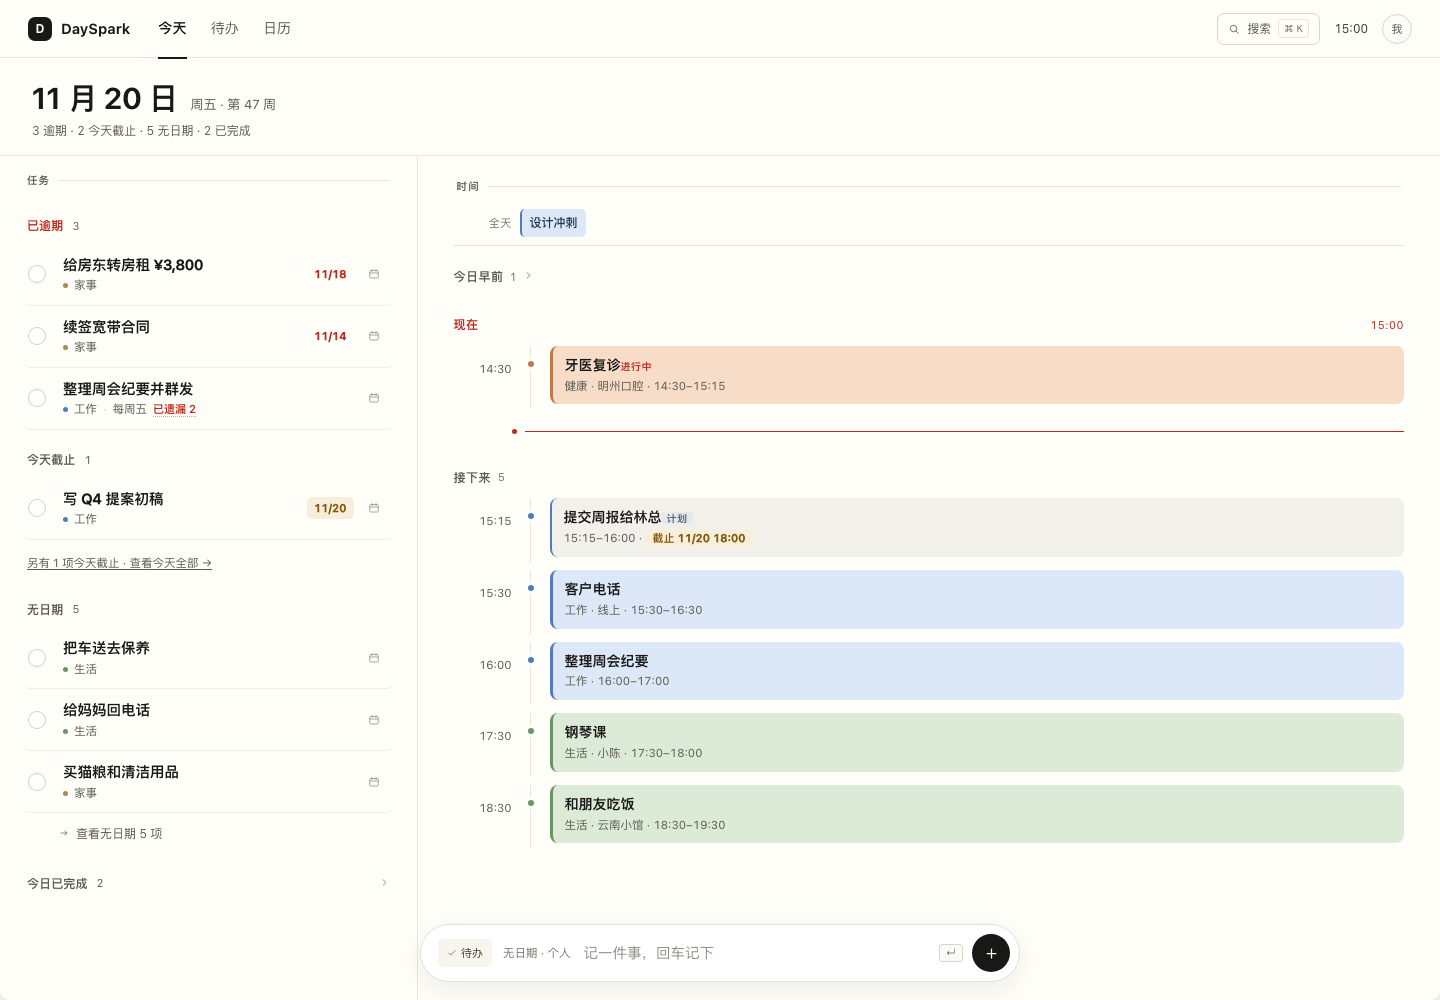 D DaySpark 今天 待办 日历 搜索 ⌘ K 15:00 我
11 月 20 日 周五 · 第 47 周
3 逾期 · 2 今天截止 · 5 无日期 · 2 已完成
任务
已逾期 3
给房东转房租 ¥3,800 11/18
家事
续签宽带合同 11/14
家事
整理周会纪要并群发
工作 · 每周五 已遗漏 2
今天截止 1
写 Q4 提案初稿 11/20
工作
另有 1 项今天截止 · 查看今天全部 →
无日期 5
把车送去保养
生活
给妈妈回电话
生活
买猫粮和清洁用品
家事
→ 查看无日期 5 项
今日已完成 2
时间
全天 设计冲刺
今日早前 1
现在 15:00
14:30 牙医复诊进行中
健康 · 明州口腔 · 14:30–15:15
接下来 5
15:15 提交周报给林总 计划
15:15–16:00 · 截止 11/20 18:00
15:30 客户电话
工作 · 线上 · 15:30–16:30
16:00 整理周会纪要
工作 · 16:00–17:00
17:30 钢琴课
生活 · 小陈 · 17:30–18:00
18:30 和朋友吃饭
生活 · 云南小馆 · 18:30–19:30
待办 无日期 · 个人 记一件事，回车记下